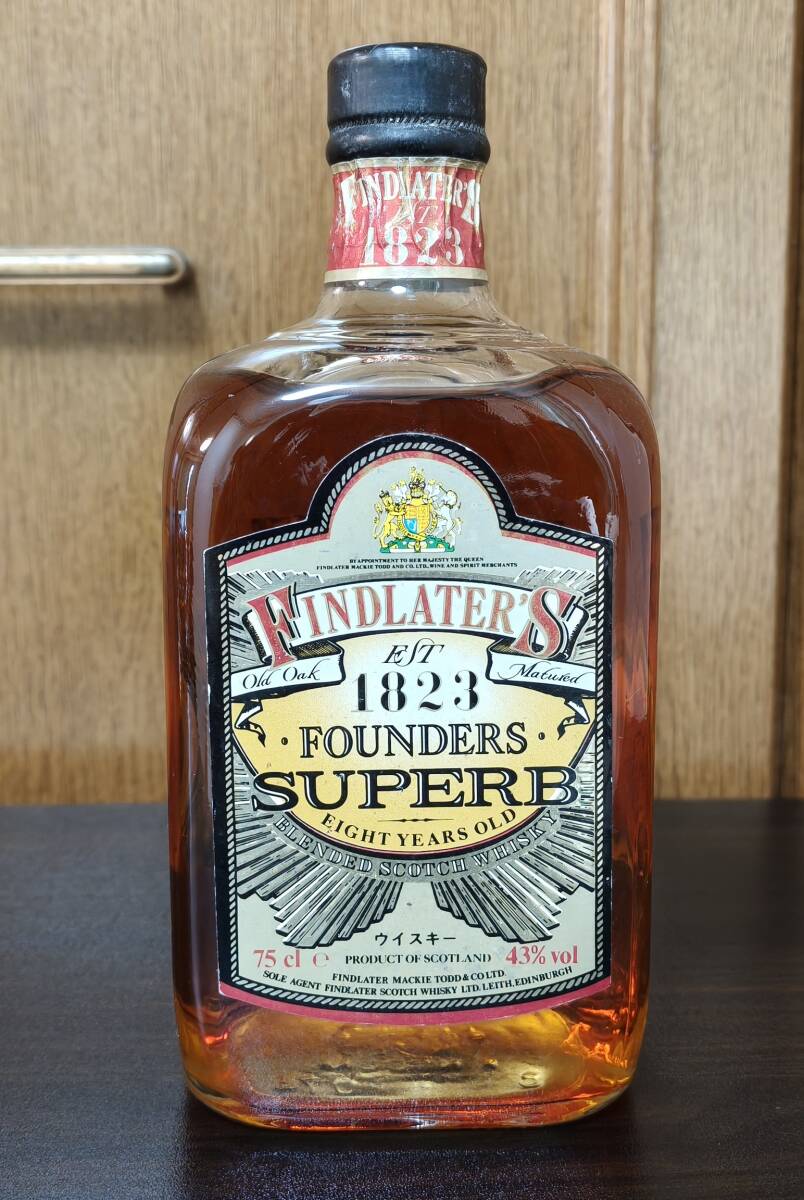 FINDLATER'S
EST
1823
BY APPOINTMENT TO HER MAJESTY THE QUEEN
FINDLATER MACKIE TODD AND CO. LTD., WINE AND SPIRIT MERCHANTS
FINDLATER'S
Old Oak EST Matured
1823
· FOUNDERS ·
SUPERB
EIGHT YEARS OLD
BLENDED SCOTCH WHISKY
ウイスキー
75 cl e PRODUCT OF SCOTLAND 43% vol
FINDLATER MACKIE TODD & CO LTD.
SOLE AGENT FINDLATER SCOTCH WHISKY LTD. LEITH, EDINBURGH